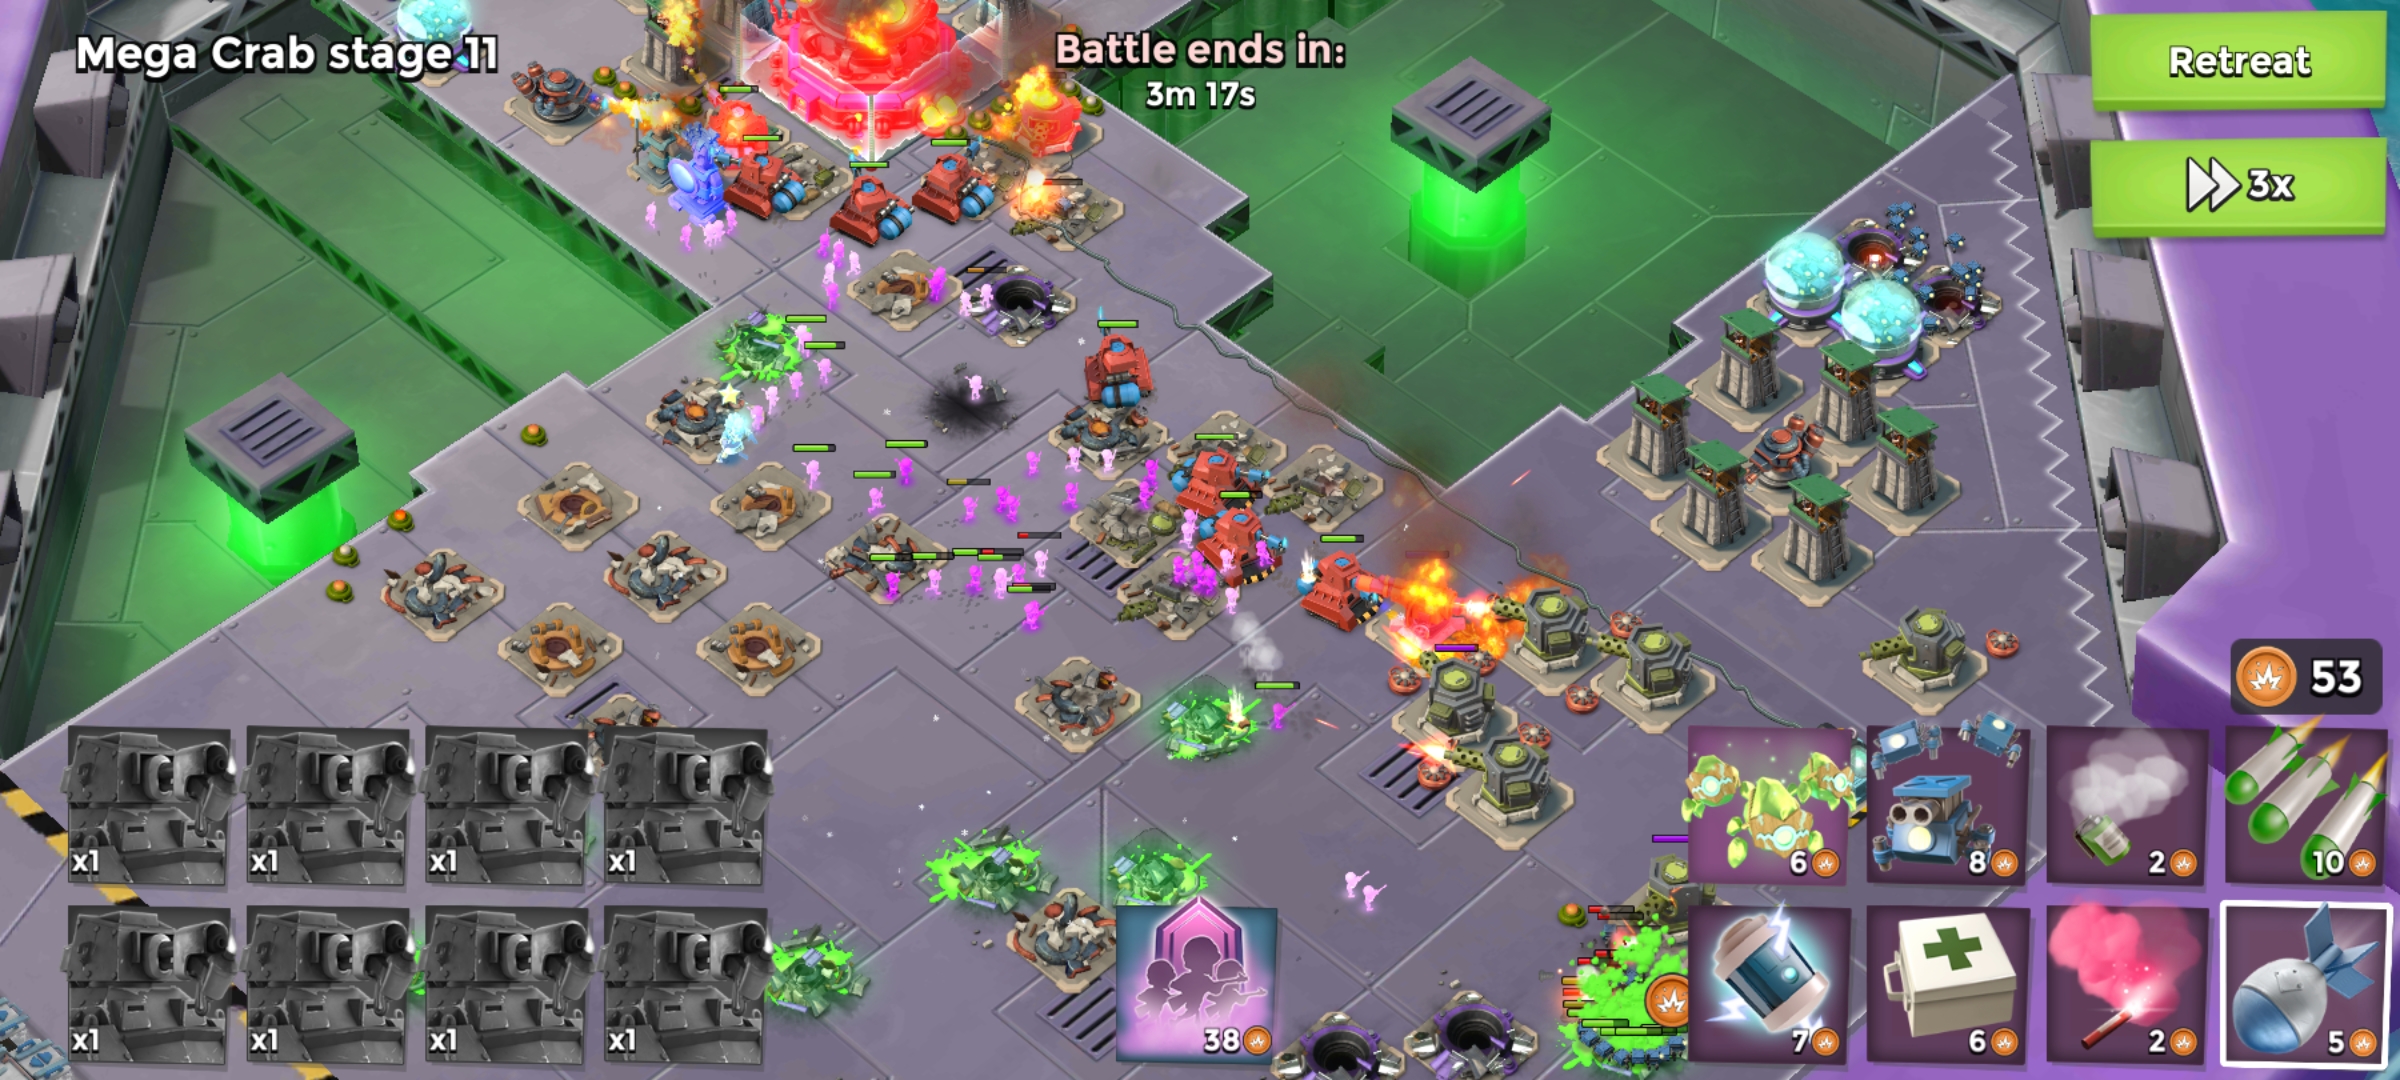 Mega Crab stage 11
Battle ends in:
3m 17s
Retreat
3x
53
x1
x1
x1
x1
6
8
2
10
x1
x1
x1
x1
38
7
6
2
5